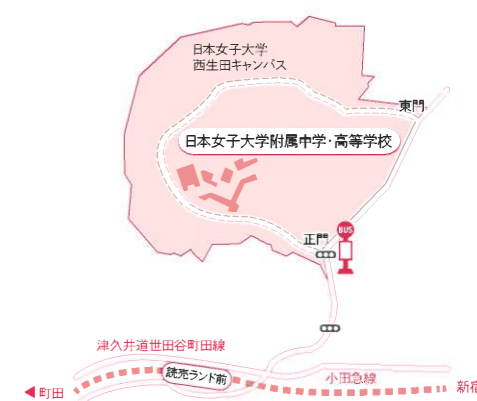 日本女子大学
西生田キャンパス
東門
日本女子大学附属中学・高等学校
BUS
正門
津久井道世田谷町田線
読売ランド前
小田急線
◀町田
新宿